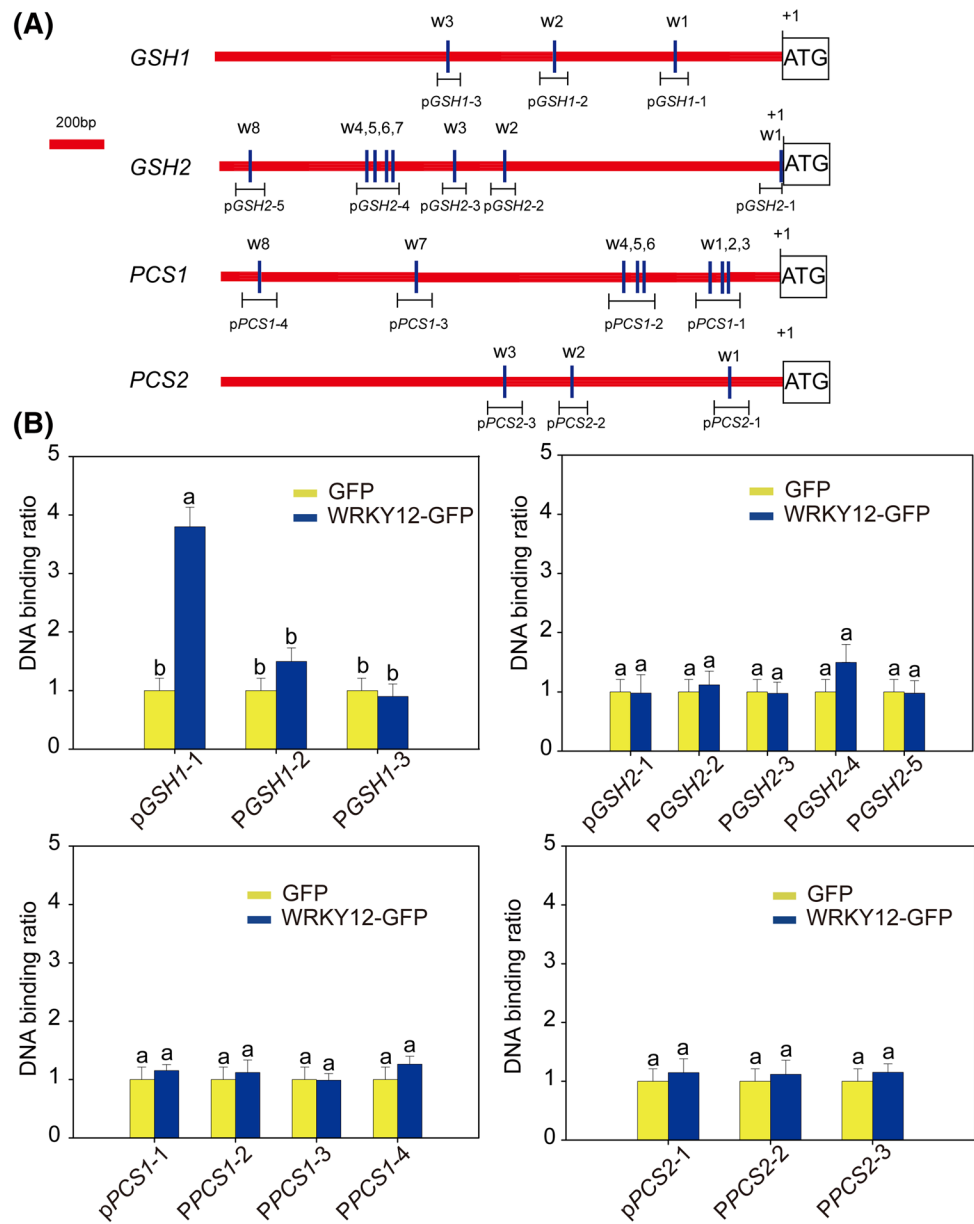 (A)
+1
w3 w2 w1
GSH1 ATG
pGSH1-3 pGSH1-2 pGSH1-1
200bp
+1
w8 w4,5,6,7 w3 w2 w1
GSH2 ATG
pGSH2-5 pGSH2-4 pGSH2-3 pGSH2-2 pGSH2-1
+1
w8 w7 w4,5,6 w1,2,3
PCS1 ATG
pPCS1-4 pPCS1-3 pPCS1-2 pPCS1-1
+1
w3 w2 w1
PCS2 ATG
pPCS2-3 pPCS2-2 pPCS2-1
(B)
DNA binding ratio
5
4
3
2
1
0
GFP
WRKY12-GFP
b a b b b b
pGSH1-1 PGSH1-2 PGSH1-3
DNA binding ratio
5
4
3
2
1
0
GFP
WRKY12-GFP
a a a a a a a a a a
pGSH2-1 PGSH2-2 PGSH2-3 PGSH2-4 PGSH2-5
DNA binding ratio
5
4
3
2
1
0
GFP
WRKY12-GFP
a a a a a a a a
pPCS1-1 PPCS1-2 PPCS1-3 PPCS1-4
DNA binding ratio
5
4
3
2
1
0
GFP
WRKY12-GFP
a a a a a a
pPCS2-1 PPCS2-2 PPCS2-3